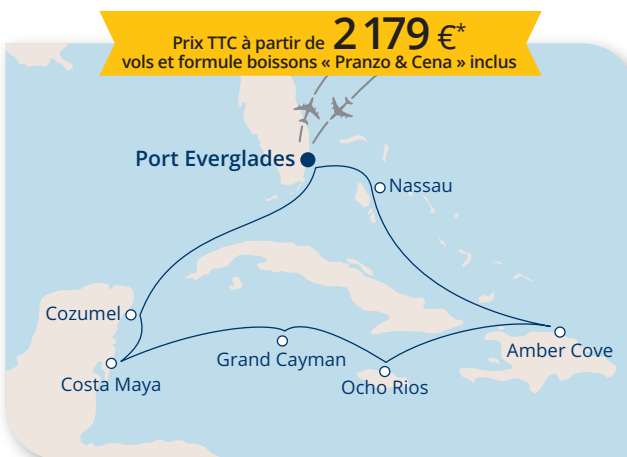 Prix TTC à partir de 2 179 €*
vols et formule boissons « Pranzo & Cena » inclus
Port Everglades
Nassau
Cozumel
Grand Cayman
Amber Cove
Costa Maya
Ocho Rios